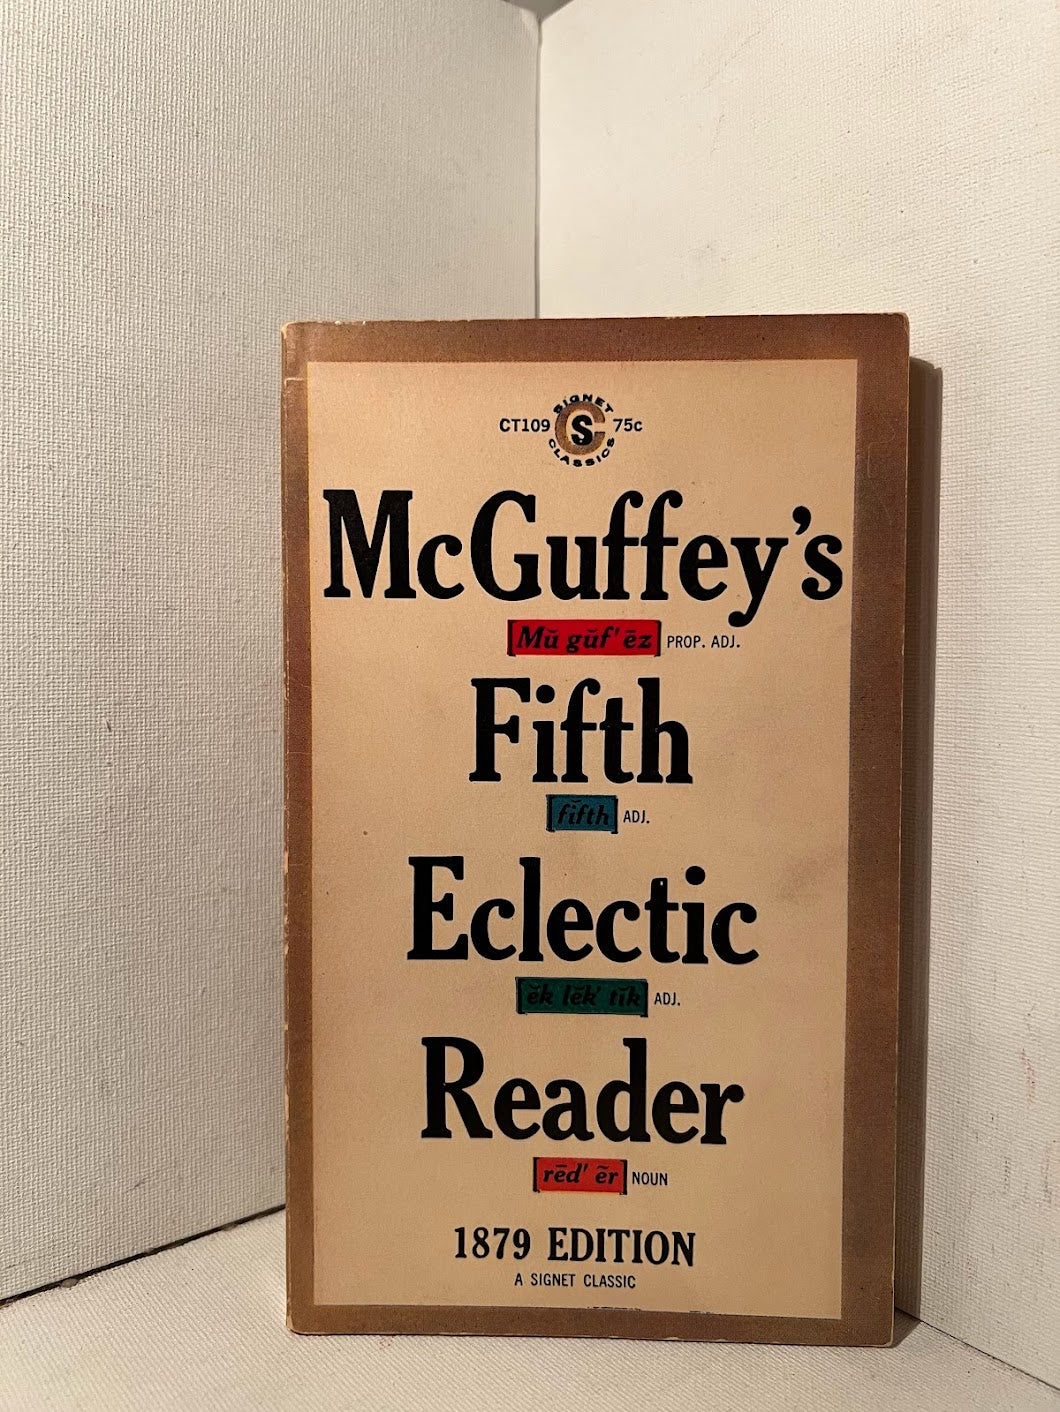 CT109 SIGNET CLASSICS SC 75c
McGuffey's
[Mŭ gŭf' ēz] PROP. ADJ.
Fifth
[fĭfth] ADJ.
Eclectic
[ĕk lĕk' tĭk] ADJ.
Reader
[rēd' ẽr] NOUN
1879 EDITION
A SIGNET CLASSIC